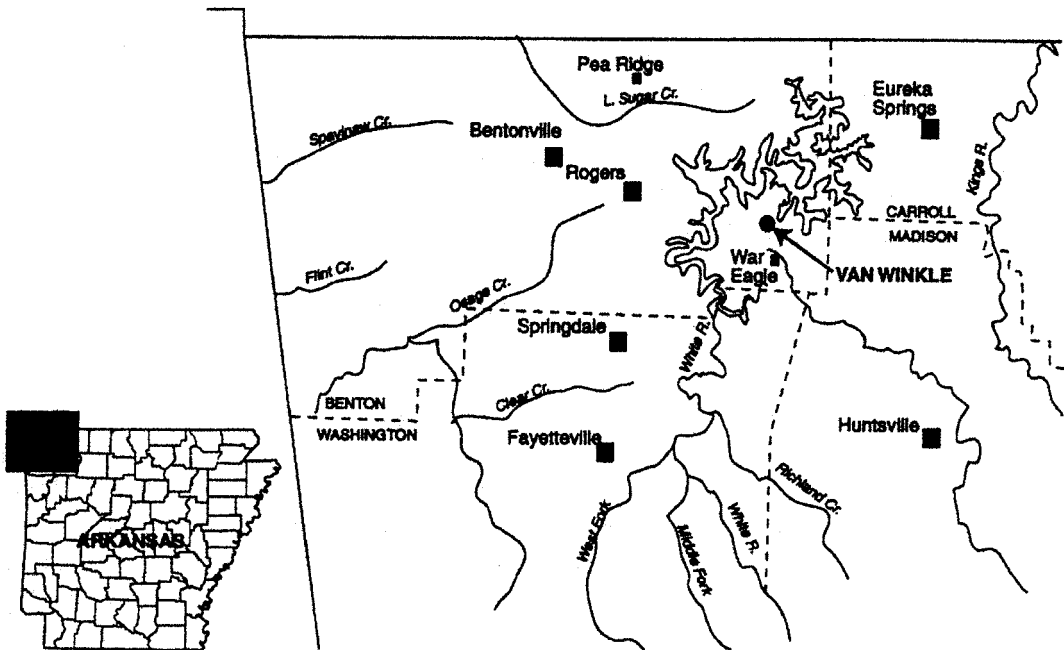 Pea Ridge
L. Sugar Cr.
Eureka
Springs
Spavinaw Cr.
Bentonville
Rogers
Kings R.
CARROLL
MADISON
War
Eagle
VAN WINKLE
Flint Cr.
Osage Cr.
Springdale
White R.
BENTON
WASHINGTON
Clear Cr.
Fayetteville
Huntsville
Richland Cr.
West Fork
Middle Fork
White R.
ARKANSAS